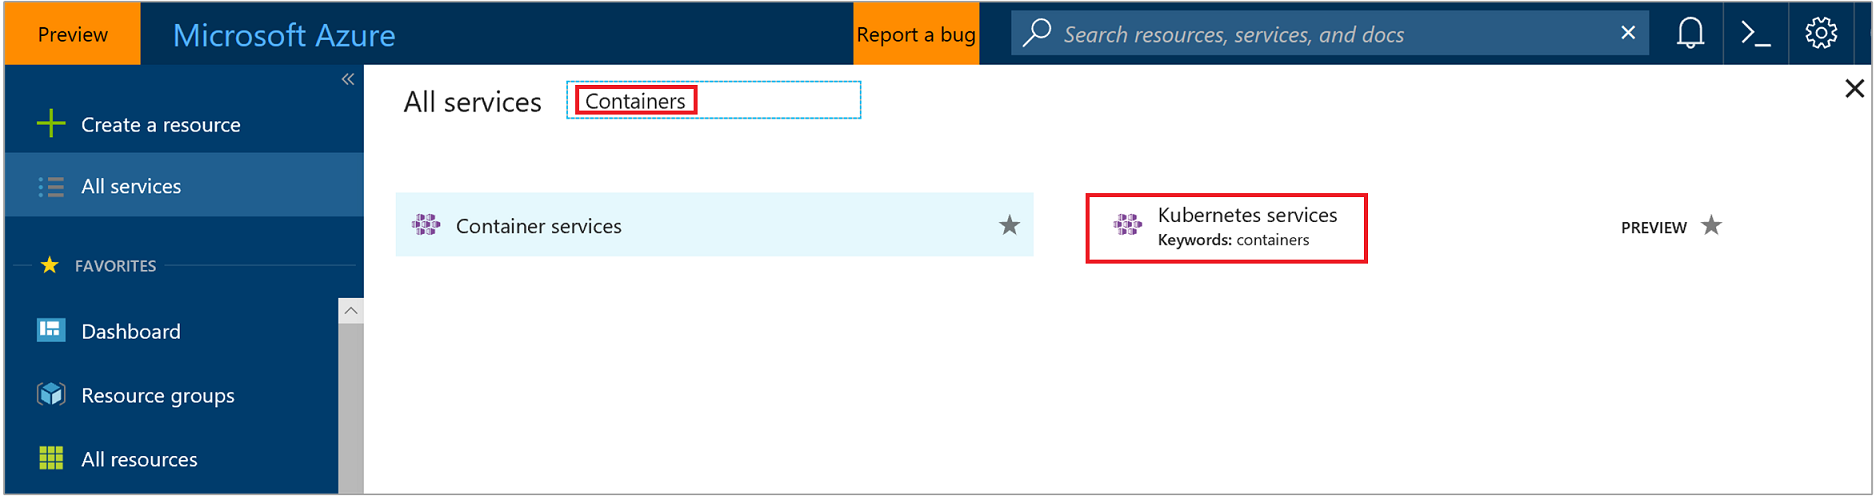 Preview
Microsoft Azure
Report a bug
Search resources, services, and docs
All services
Containers
Create a resource
All services
Container services
Kubernetes services
Keywords: containers
PREVIEW
FAVORITES
Dashboard
Resource groups
All resources